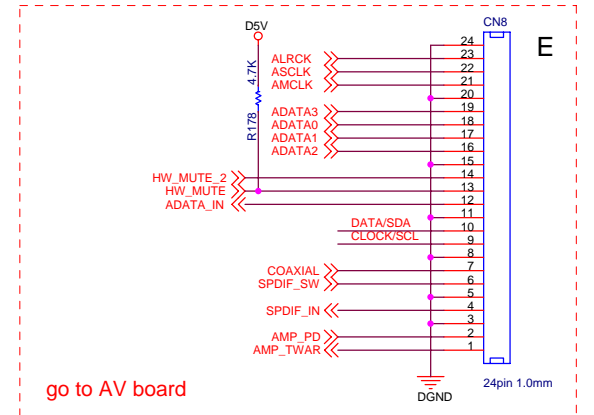 CN8
D5V
E
24
ALRCK 23
ASCLK 22
AMCLK 21
4.7K
20
ADATA3 19
ADATA0 18
ADATA1 17
ADATA2 16
R178
15
HW_MUTE_2 14
HW_MUTE 13
ADATA_IN 12
11
DATA/SDA 10
CLOCK/SCL 9
8
COAXIAL 7
SPDIF_SW 6
5
SPDIF_IN 4
3
AMP_PD 2
AMP_TWAR 1
go to AV board
DGND
24pin 1.0mm